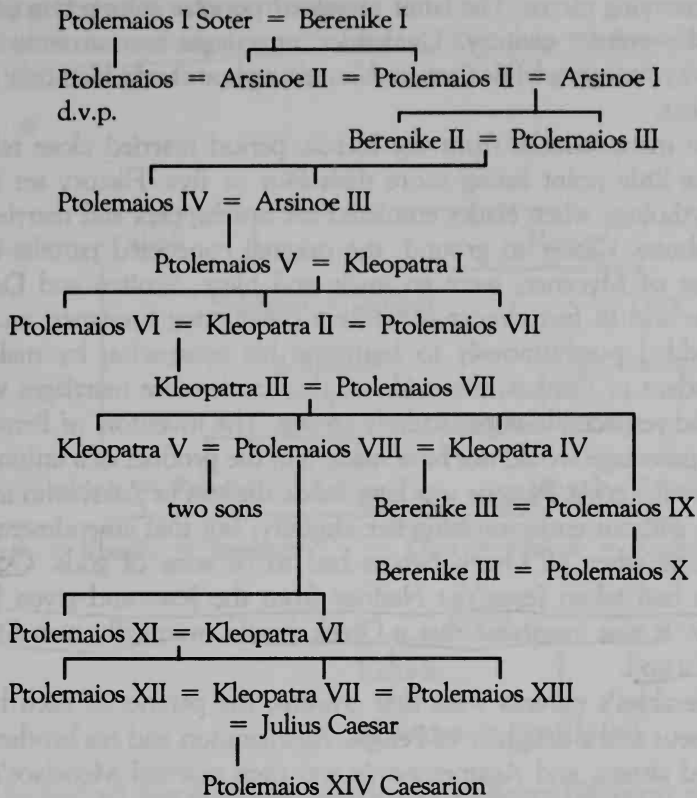 Ptolemaios I Soter = Berenike I
Ptolemaios = Arsinoe II = Ptolemaios II = Arsinoe I
d.v.p.
Berenike II = Ptolemaios III
Ptolemaios IV = Arsinoe III
Ptolemaios V = Kleopatra I
Ptolemaios VI = Kleopatra II = Ptolemaios VII
Kleopatra III = Ptolemaios VII
Kleopatra V = Ptolemaios VIII = Kleopatra IV
two sons
Berenike III = Ptolemaios IX
Berenike III = Ptolemaios X
Ptolemaios XI = Kleopatra VI
Ptolemaios XII = Kleopatra VII = Ptolemaios XIII
= Julius Caesar
Ptolemaios XIV Caesarion